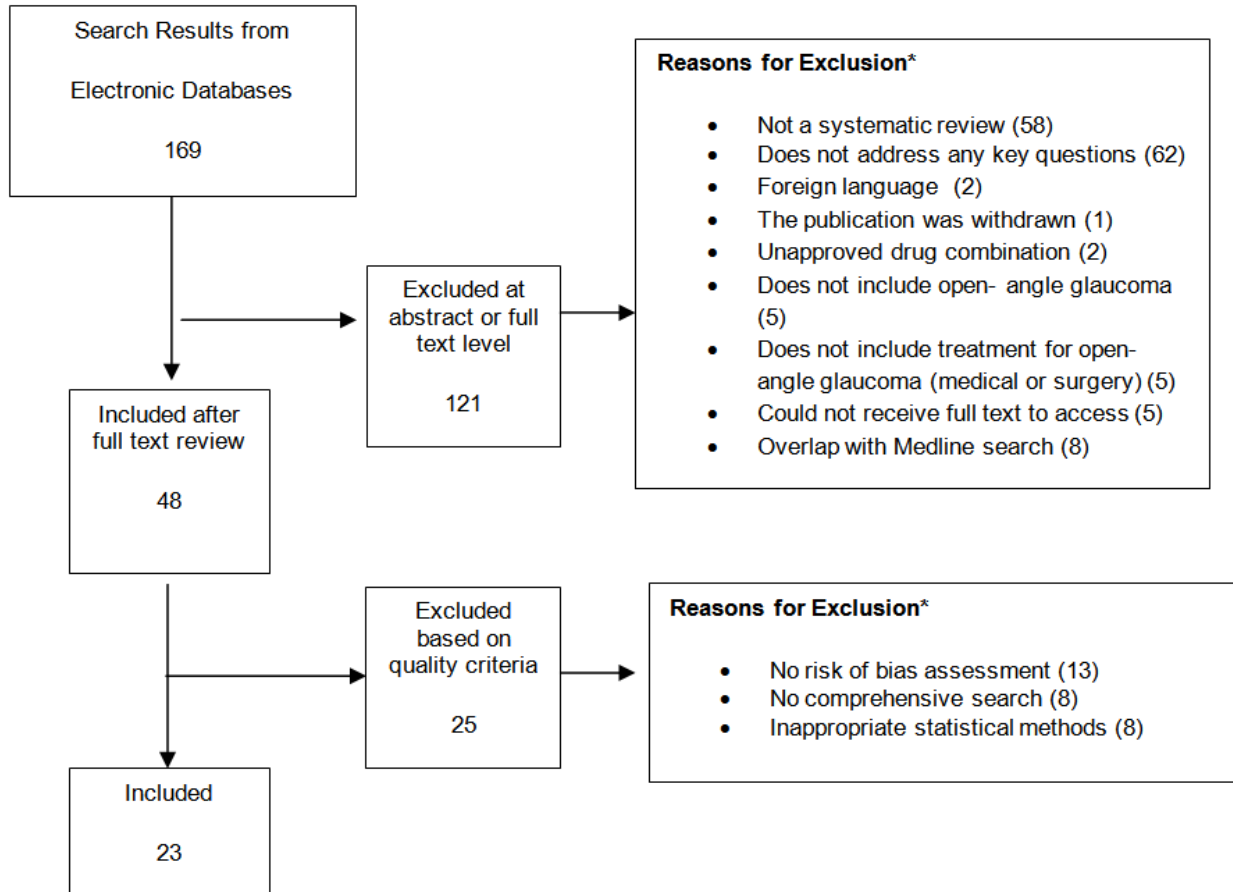 Search Results from
Electronic Databases
169
Reasons for Exclusion*
• Not a systematic review (58)
• Does not address any key questions (62)
• Foreign language (2)
• The publication was withdrawn (1)
• Unapproved drug combination (2)
• Does not include open- angle glaucoma
(5)
• Does not include treatment for open-
angle glaucoma (medical or surgery) (5)
• Could not receive full text to access (5)
• Overlap with Medline search (8)
Excluded at
abstract or full
text level
121
Included after
full text review
48
Excluded
based on
quality criteria
25
Reasons for Exclusion*
• No risk of bias assessment (13)
• No comprehensive search (8)
• Inappropriate statistical methods (8)
Included
23